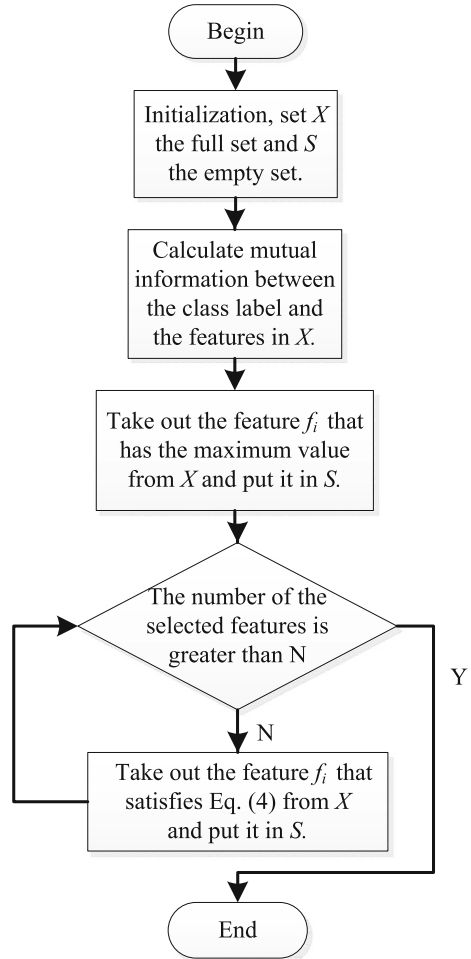 Begin
Initialization, set X
the full set and S
the empty set.
Calculate mutual
information between
the class label and
the features in X.
Take out the feature fi that
has the maximum value
from X and put it in S.
The number of the
selected features is
greater than N
Y
N
Take out the feature fi that
satisfies Eq. (4) from X
and put it in S.
End